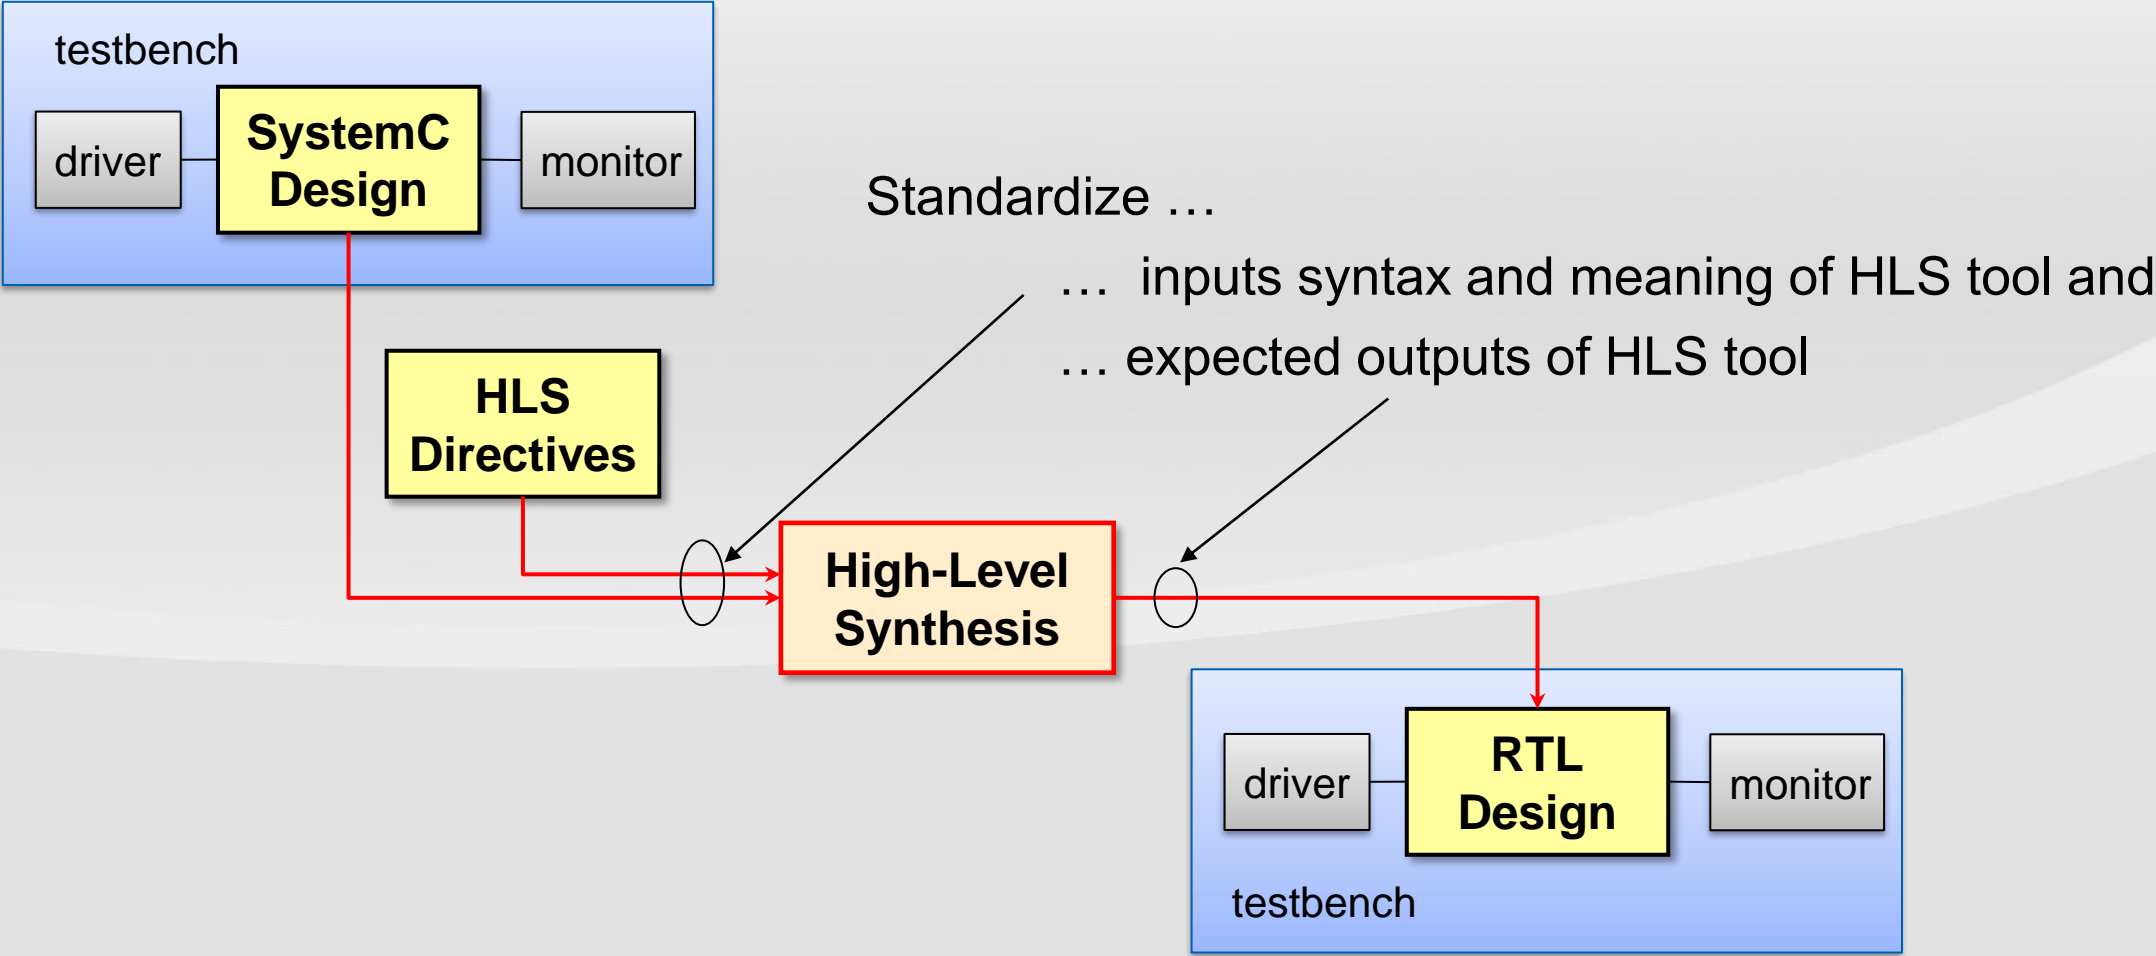 testbench
driver
SystemC
Design
monitor
Standardize …
… inputs syntax and meaning of HLS tool and
… expected outputs of HLS tool
HLS
Directives
High-Level
Synthesis
driver
RTL
Design
monitor
testbench